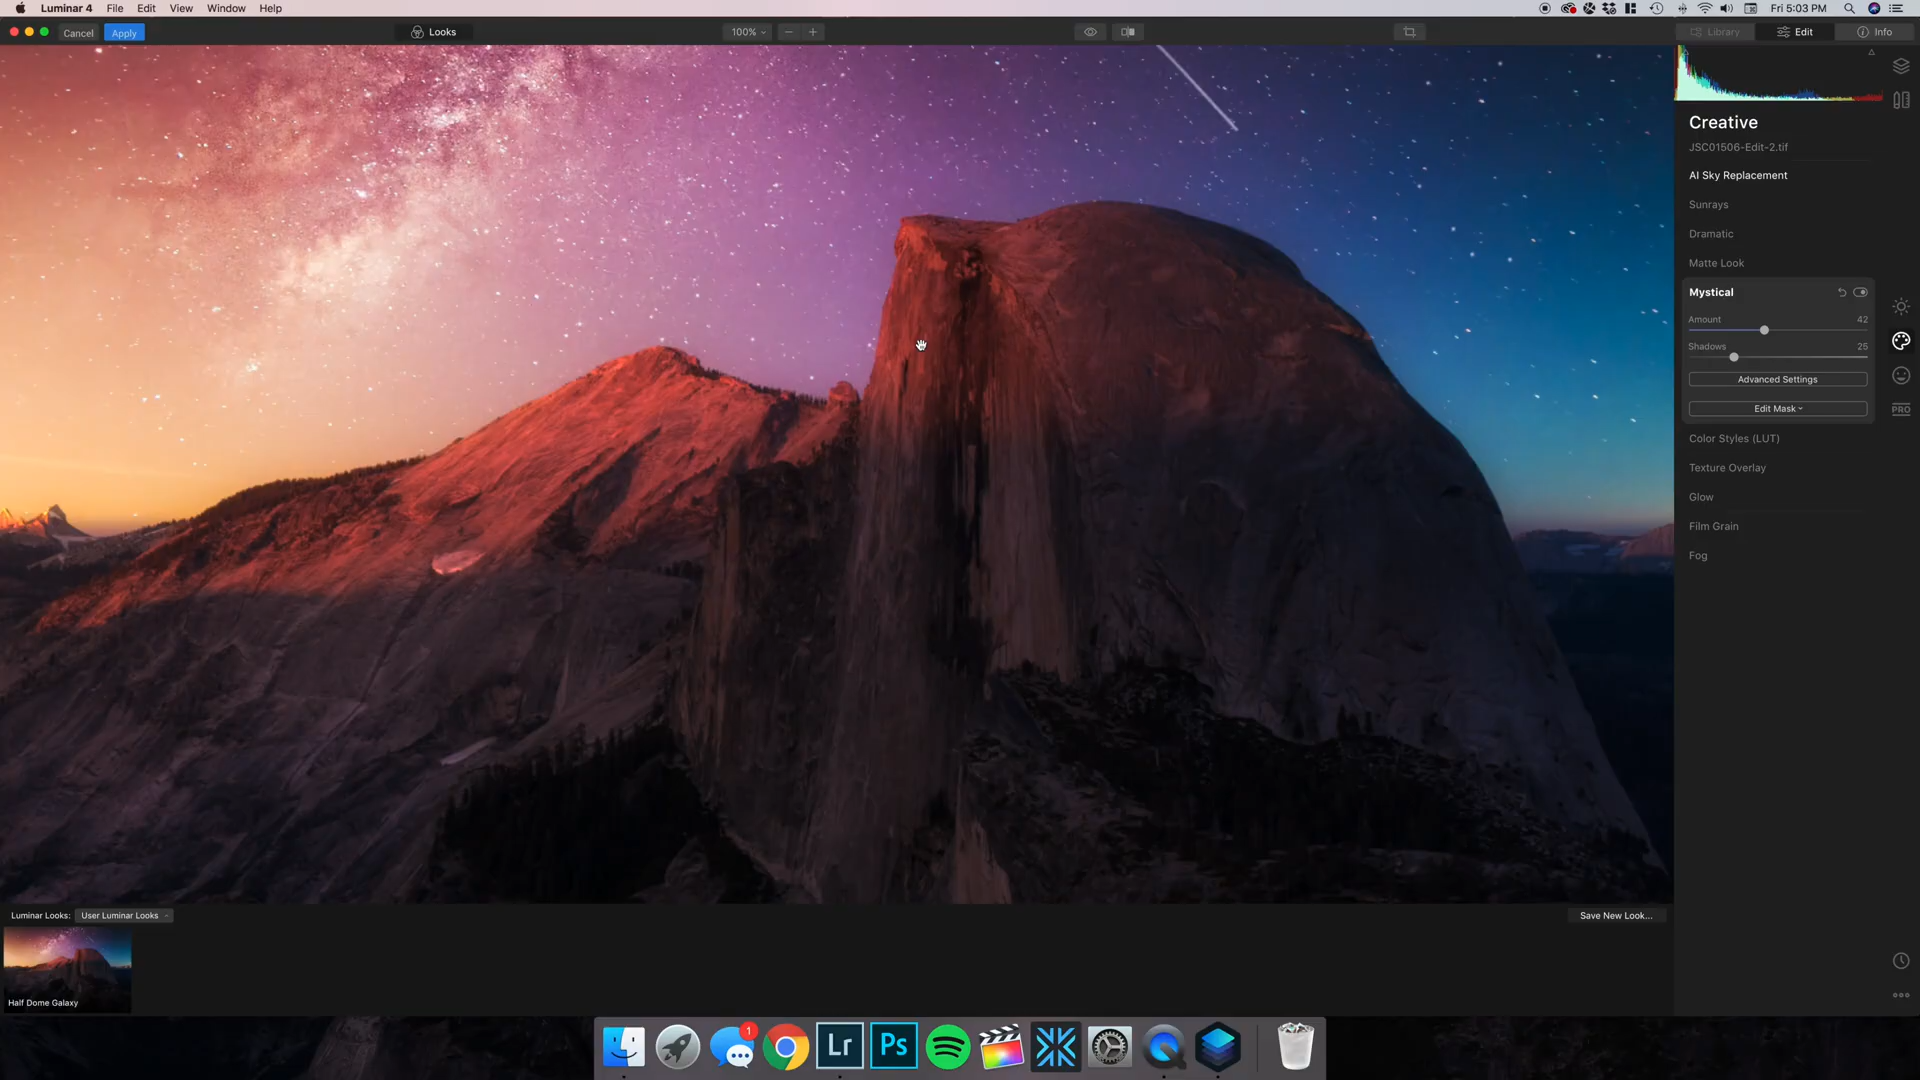 Luminar 4 File Edit View Window Help Fri 5:03 PM
Cancel Apply Looks 100% Library Edit Info
Creative
JSC01506-Edit-2.tif
AI Sky Replacement
Sunrays
Dramatic
Matte Look
Mystical
Amount 42
Shadows 25
Advanced Settings
Edit Mask
PRO
Color Styles (LUT)
Texture Overlay
Glow
Film Grain
Fog
Luminar Looks: User Luminar Looks Save New Look...
Half Dome Galaxy
1
Lr Ps